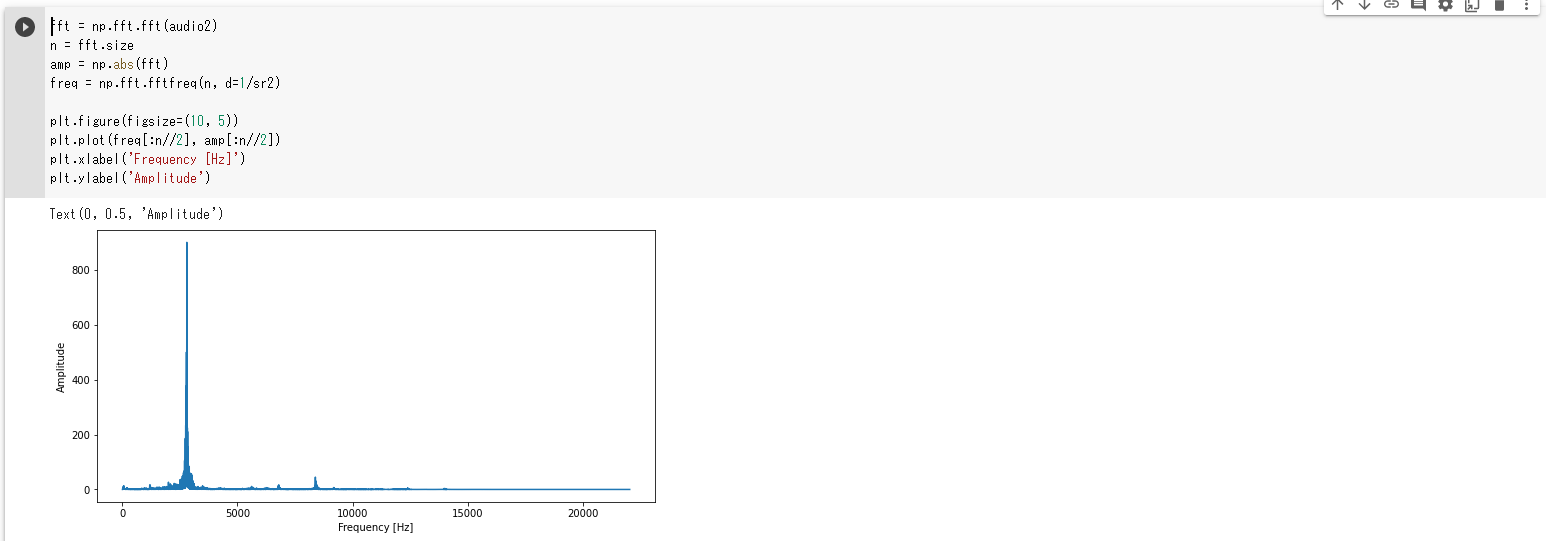 fft = np.fft.fft(audio2)
n = fft.size
amp = np.abs(fft)
freq = np.fft.fftfreq(n, d=1/sr2)
plt.figure(figsize=(10, 5))
plt.plot(freq[:n//2], amp[:n//2])
plt.xlabel('Frequency [Hz]')
plt.ylabel('Amplitude')
Text(0, 0.5, 'Amplitude')
800
600
400
200
0
Amplitude
0 5000 10000 15000 20000
Frequency [Hz]